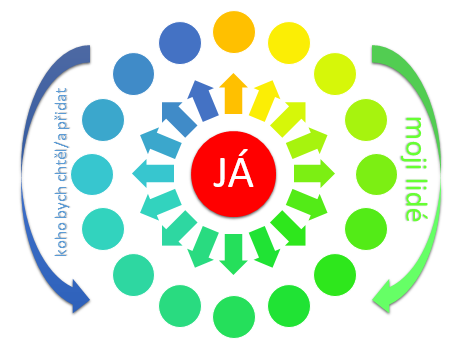 koho bych chtěl/a přidat
JÁ
moji lidé